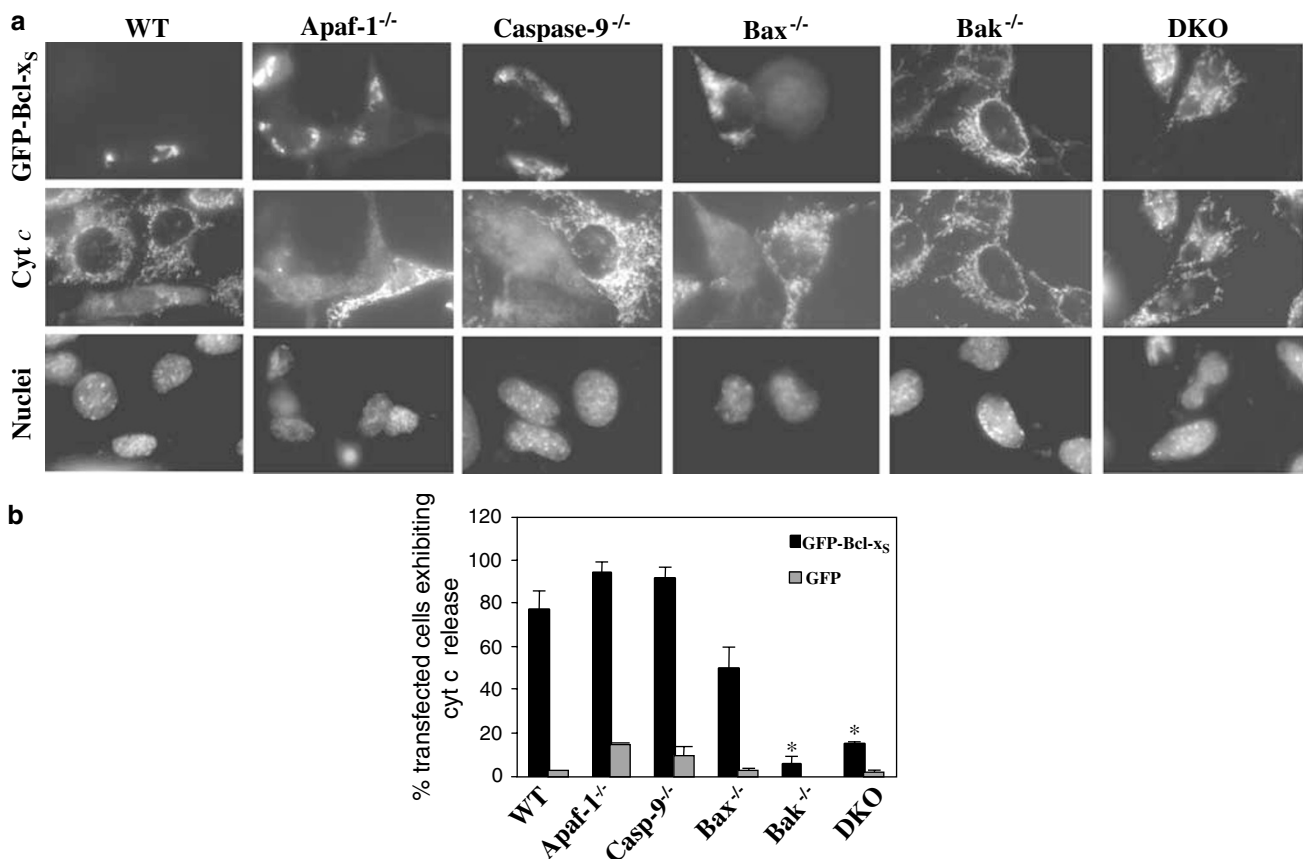 a
WT Apaf-1-/- Caspase-9-/- Bax-/- Bak-/- DKO
GFP-Bcl-xS
Cyt c
Nuclei
b
% transfected cells exhibiting
cyt c release
120
100
80
60
40
20
0
GFP-Bcl-xS
GFP
* *
WT Apaf-1-/- Casp-9-/- Bax-/- Bak-/- DKO